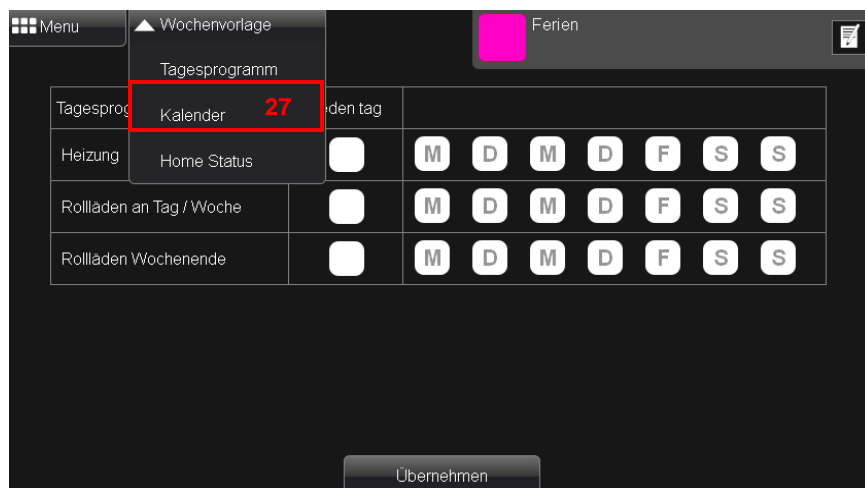 Menu
Wochenvorlage
Ferien
Tagesprogramm
Kalender 27
Home Status
Tagesprog
eden tag
Heizung
M D M D F S S
Rollläden an Tag / Woche
M D M D F S S
Rollläden Wochenende
M D M D F S S
Übernehmen